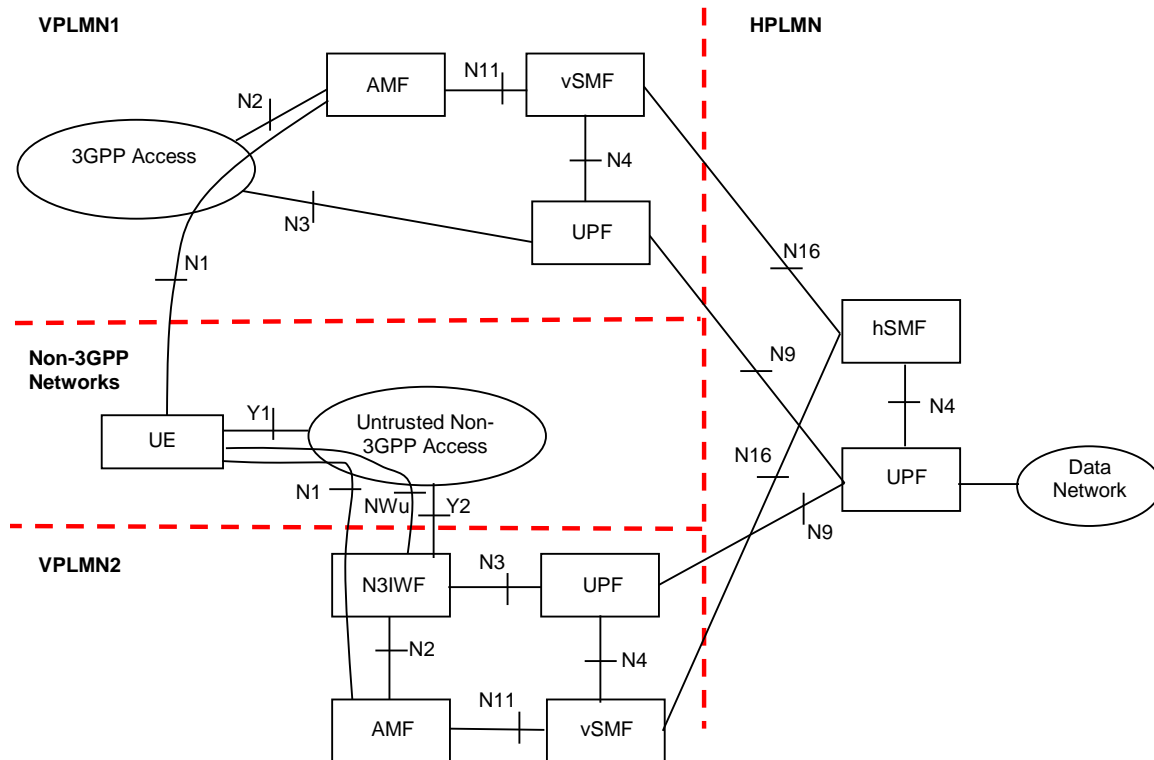 VPLMN1
HPLMN
N11
AMF
vSMF
N2
3GPP Access
N4
N3
UPF
N16
N1
hSMF
Non-3GPP
Networks
N9
N4
Y1
Untrusted Non-
3GPP Access
UE
N16
UPF
Data
Network
N1
NWu
Y2
N9
VPLMN2
N3
N3IWF
UPF
N2
N4
N11
AMF
vSMF